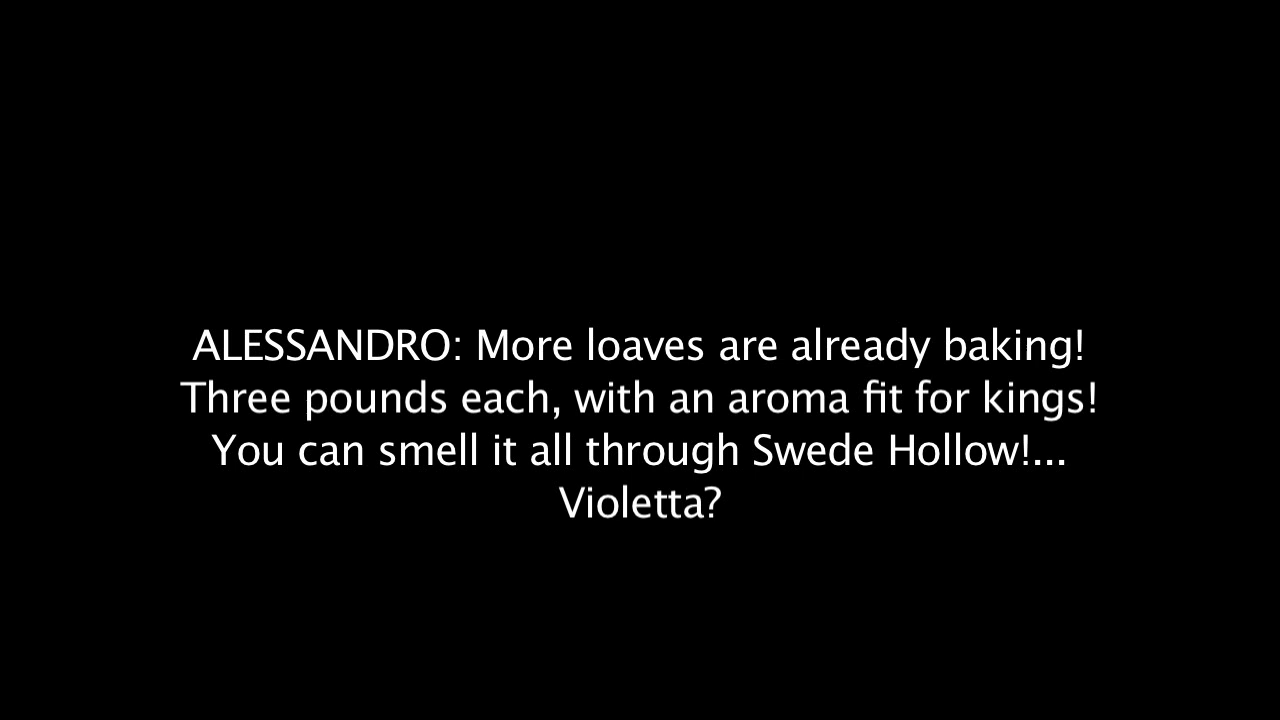 ALESSANDRO: More loaves are already baking!
Three pounds each, with an aroma fit for kings!
You can smell it all through Swede Hollow!...
Violetta?